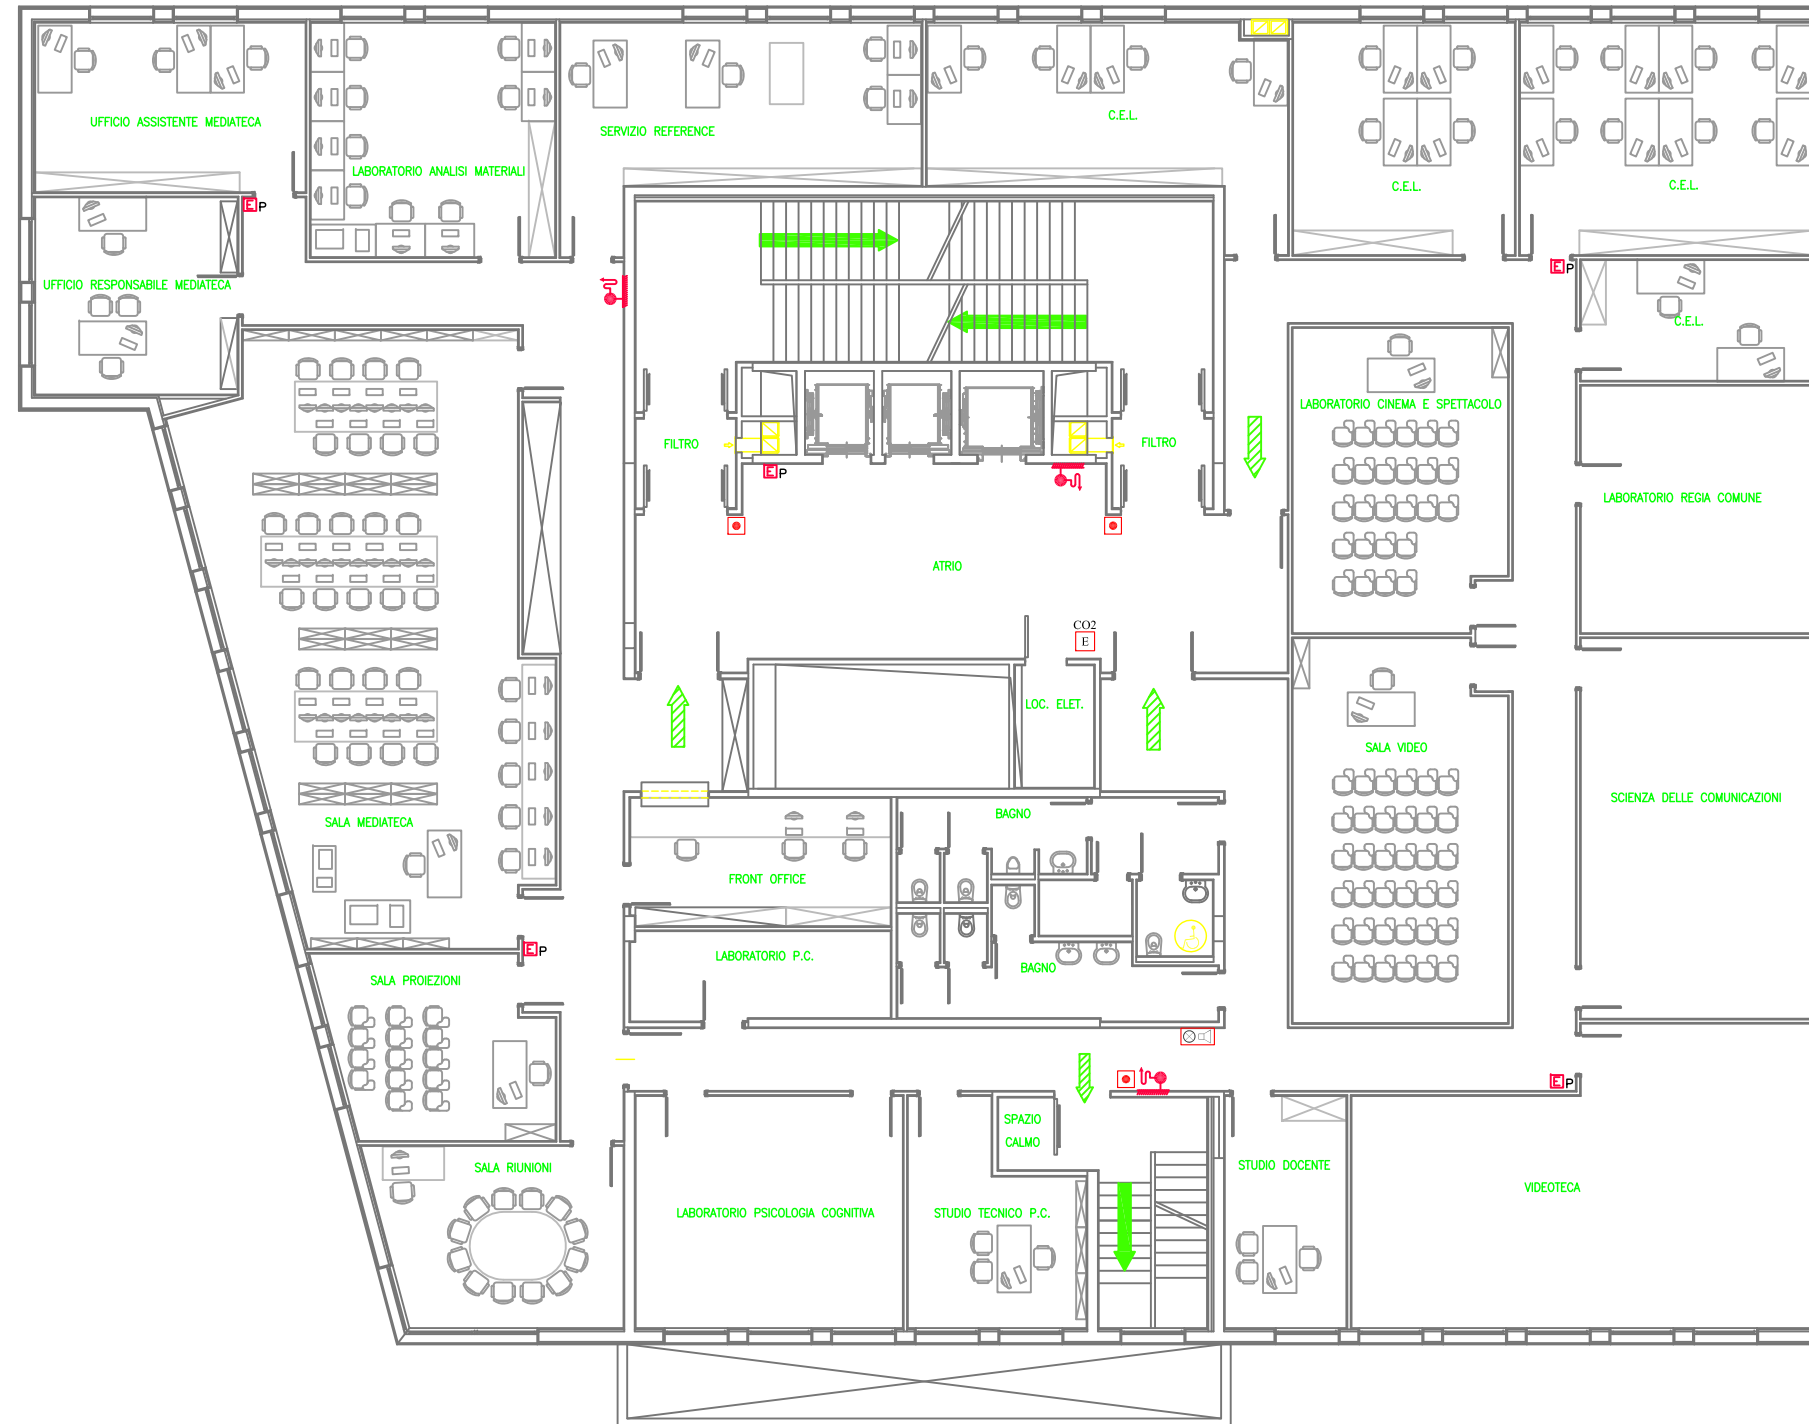 UFFICIO ASSISTENTE MEDIATECA
LABORATORIO ANALISI MATERIALI
SERVIZIO REFERENCE
C.E.L.
C.E.L.
C.E.L.
E P
UFFICIO RESPONSABILE MEDIATECA
E P
C.E.L.
LABORATORIO CINEMA E SPETTACOLO
FILTRO
FILTRO
E P
LABORATORIO REGIA COMUNE
ATRIO
CO2
E
LOC. ELET.
SALA VIDEO
SCIENZA DELLE COMUNICAZIONI
SALA MEDIATECA
BAGNO
FRONT OFFICE
E P
LABORATORIO P.C.
BAGNO
SALA PROIEZIONI
E P
SPAZIO
CALMO
SALA RIUNIONI
STUDIO DOCENTE
VIDEOTECA
LABORATORIO PSICOLOGIA COGNITIVA
STUDIO TECNICO P.C.